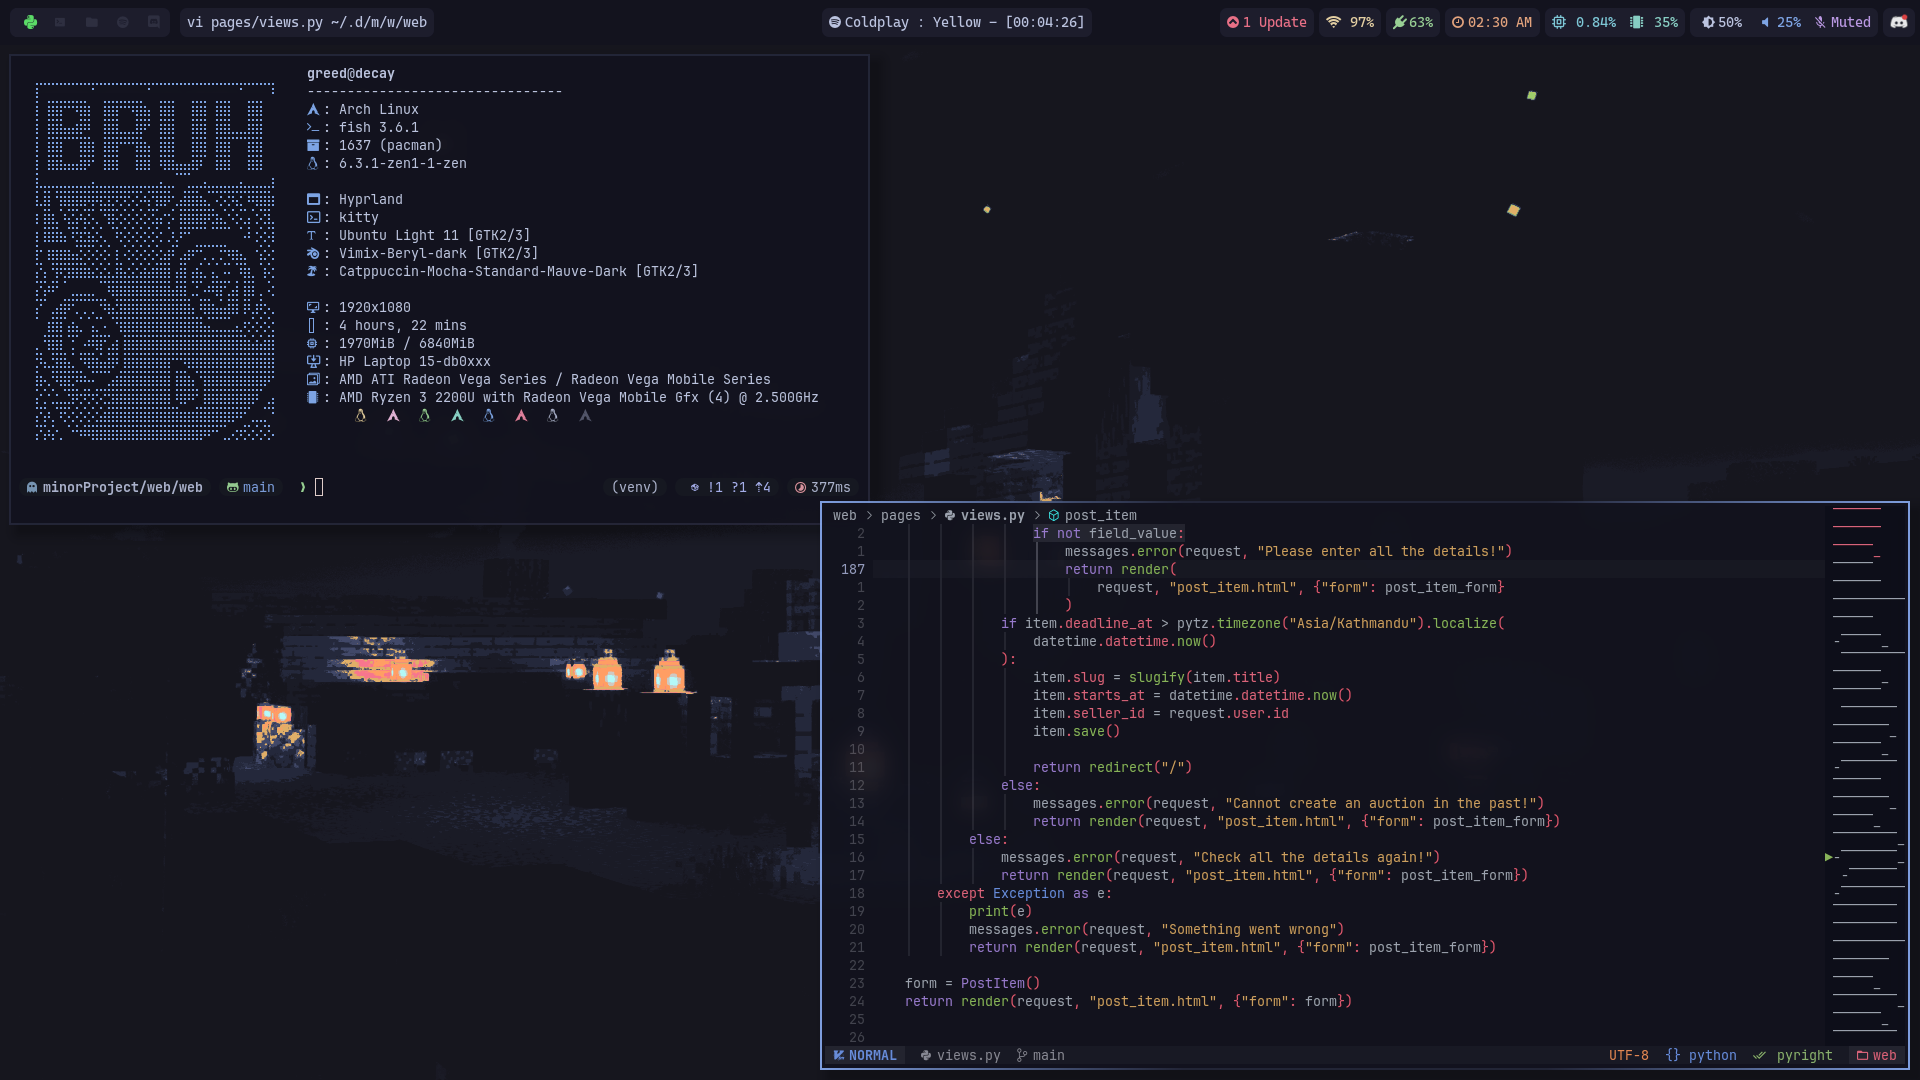 vi pages/views.py ~/.d/m/w/web
Coldplay : Yellow - [00:04:26]
1 Update
97%
63%
02:30 AM
0.84%
35%
50%
25%
Muted
BRUH
greed@decay
--------------------------------
: Arch Linux
: fish 3.6.1
: 1637 (pacman)
: 6.3.1-zen1-1-zen
: Hyprland
: kitty
: Ubuntu Light 11 [GTK2/3]
: Vimix-Beryl-dark [GTK2/3]
: Catppuccin-Mocha-Standard-Mauve-Dark [GTK2/3]
: 1920x1080
: 4 hours, 22 mins
: 1970MiB / 6840MiB
: HP Laptop 15-db0xxx
: AMD ATI Radeon Vega Series / Radeon Vega Mobile Series
: AMD Ryzen 3 2200U with Radeon Vega Mobile Gfx (4) @ 2.500GHz
minorProject/web/web main ❯ (venv) !1 ?1 ⇡4 377ms
web > pages > views.py > post_item
2 if not field_value:
1 messages.error(request, "Please enter all the details!")
187 return render(
1 request, "post_item.html", {"form": post_item_form}
2 )
3 if item.deadline_at > pytz.timezone("Asia/Kathmandu").localize(
4 datetime.datetime.now()
5 ):
6 item.slug = slugify(item.title)
7 item.starts_at = datetime.datetime.now()
8 item.seller_id = request.user.id
9 item.save()
10
11 return redirect("/")
12 else:
13 messages.error(request, "Cannot create an auction in the past!")
14 return render(request, "post_item.html", {"form": post_item_form})
15 else:
16 messages.error(request, "Check all the details again!")
17 return render(request, "post_item.html", {"form": post_item_form})
18 except Exception as e:
19 print(e)
20 messages.error(request, "Something went wrong")
21 return render(request, "post_item.html", {"form": post_item_form})
22
23 form = PostItem()
24 return render(request, "post_item.html", {"form": form})
25
26
NORMAL views.py main UTF-8 {} python pyright web